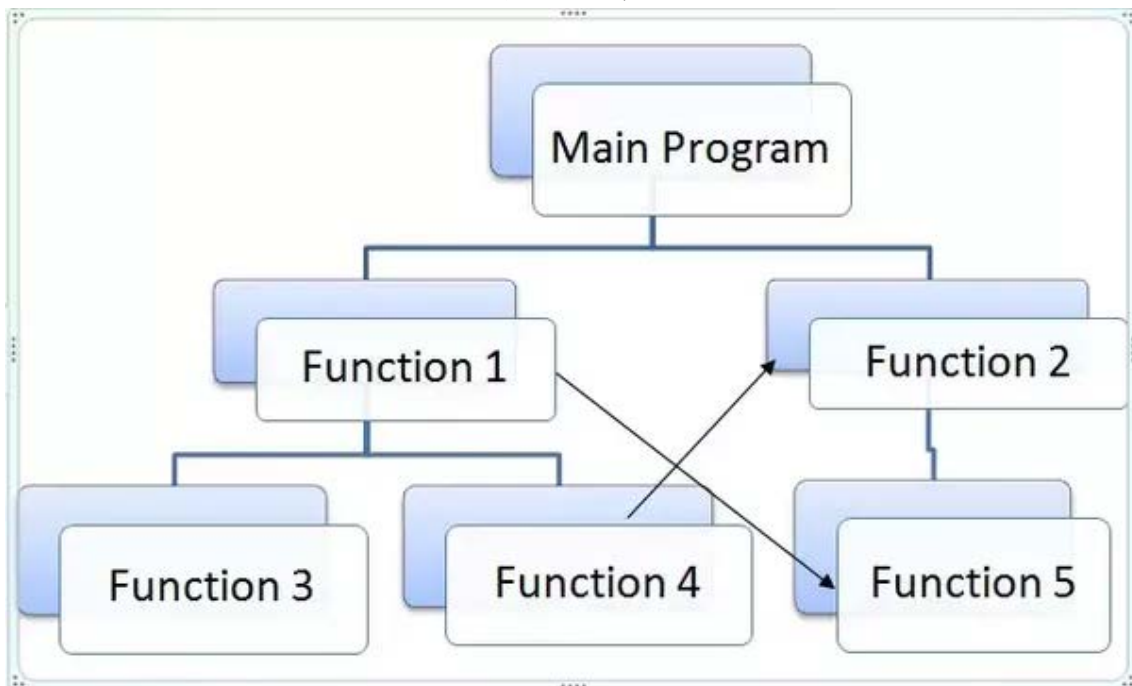 Main Program
Function 1
Function 2
Function 3
Function 4
Function 5